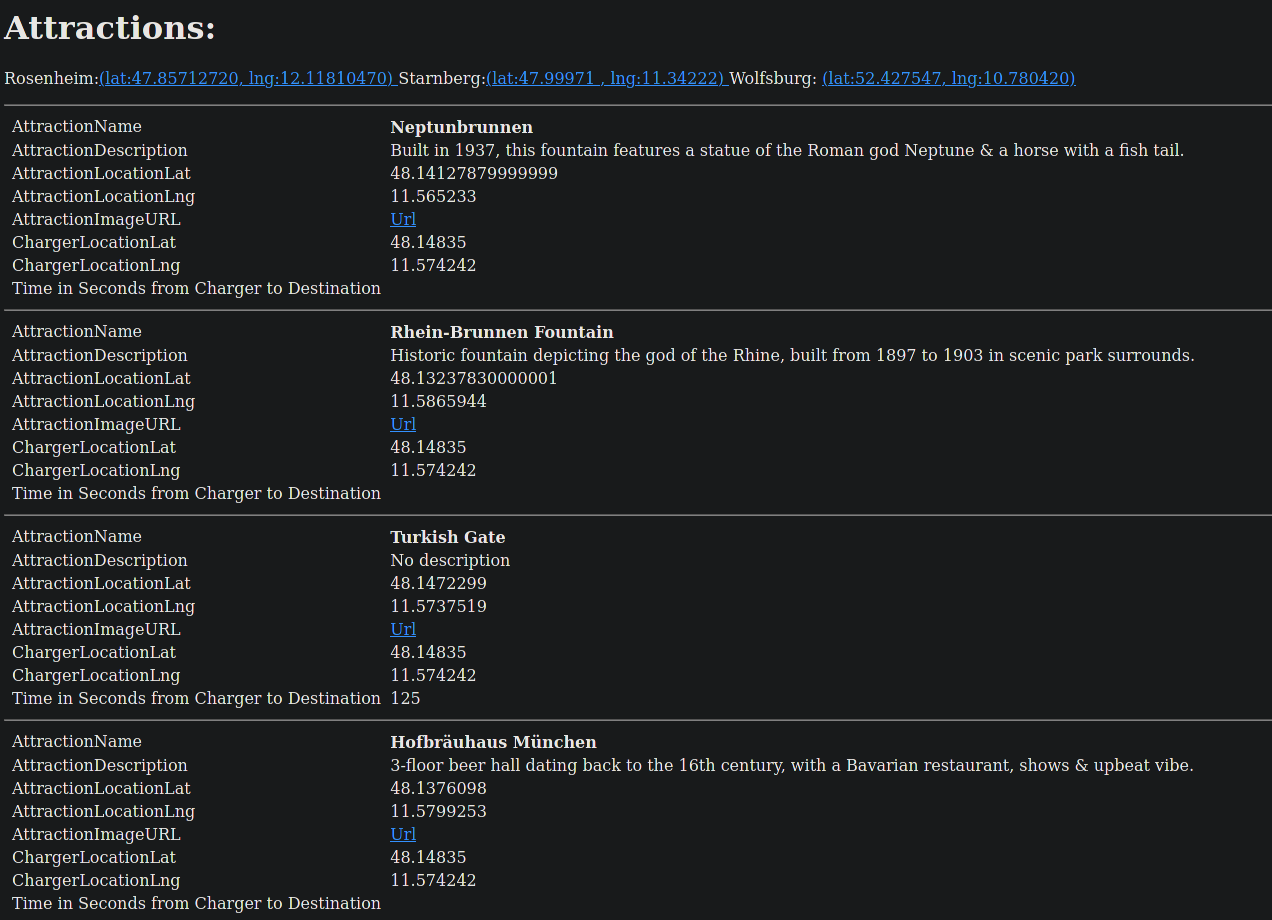 Attractions:
Rosenheim:(lat:47.85712720, lng:12.11810470) Starnberg:(lat:47.99971 , lng:11.34222) Wolfsburg: (lat:52.427547, lng:10.780420)
AttractionName Neptunbrunnen
AttractionDescription Built in 1937, this fountain features a statue of the Roman god Neptune & a horse with a fish tail.
AttractionLocationLat 48.14127879999999
AttractionLocationLng 11.565233
AttractionImageURL Url
ChargerLocationLat 48.14835
ChargerLocationLng 11.574242
Time in Seconds from Charger to Destination
AttractionName Rhein-Brunnen Fountain
AttractionDescription Historic fountain depicting the god of the Rhine, built from 1897 to 1903 in scenic park surrounds.
AttractionLocationLat 48.13237830000001
AttractionLocationLng 11.5865944
AttractionImageURL Url
ChargerLocationLat 48.14835
ChargerLocationLng 11.574242
Time in Seconds from Charger to Destination
AttractionName Turkish Gate
AttractionDescription No description
AttractionLocationLat 48.1472299
AttractionLocationLng 11.5737519
AttractionImageURL Url
ChargerLocationLat 48.14835
ChargerLocationLng 11.574242
Time in Seconds from Charger to Destination 125
AttractionName Hofbräuhaus München
AttractionDescription 3-floor beer hall dating back to the 16th century, with a Bavarian restaurant, shows & upbeat vibe.
AttractionLocationLat 48.1376098
AttractionLocationLng 11.5799253
AttractionImageURL Url
ChargerLocationLat 48.14835
ChargerLocationLng 11.574242
Time in Seconds from Charger to Destination